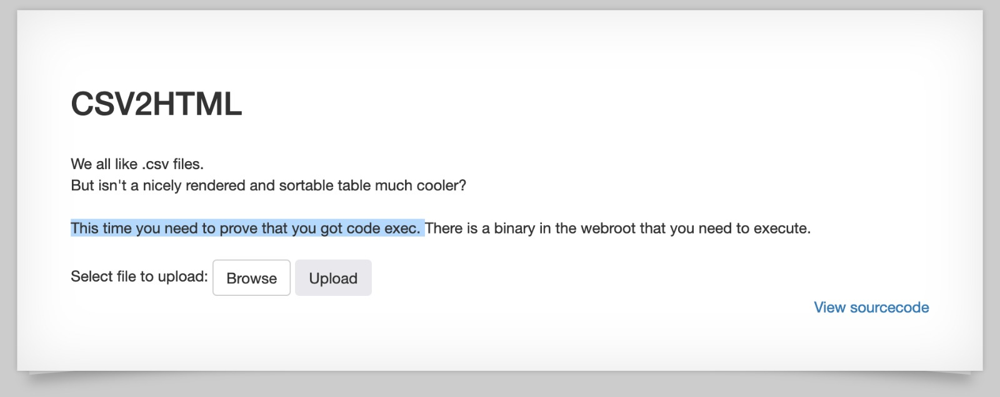 CSV2HTML
We all like .csv files.
But isn't a nicely rendered and sortable table much cooler?
This time you need to prove that you got code exec. There is a binary in the webroot that you need to execute.
Select file to upload: Browse Upload
View sourcecode